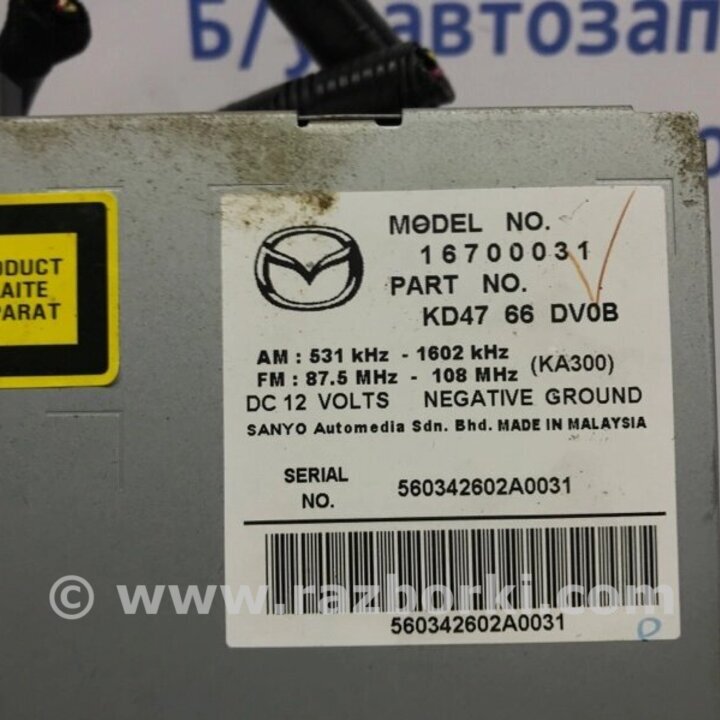 Б/у автозап
MODEL NO.
16700031
PART NO.
KD47 66 DV0B
AM : 531 kHz - 1602 kHz
FM : 87.5 MHz - 108 MHz (KA300)
DC 12 VOLTS NEGATIVE GROUND
SANYO Automedia Sdn. Bhd. MADE IN MALAYSIA
SERIAL NO. 560342602A0031
560342602A0031
ODUCT
AITE
PARAT
© www.razborki.com